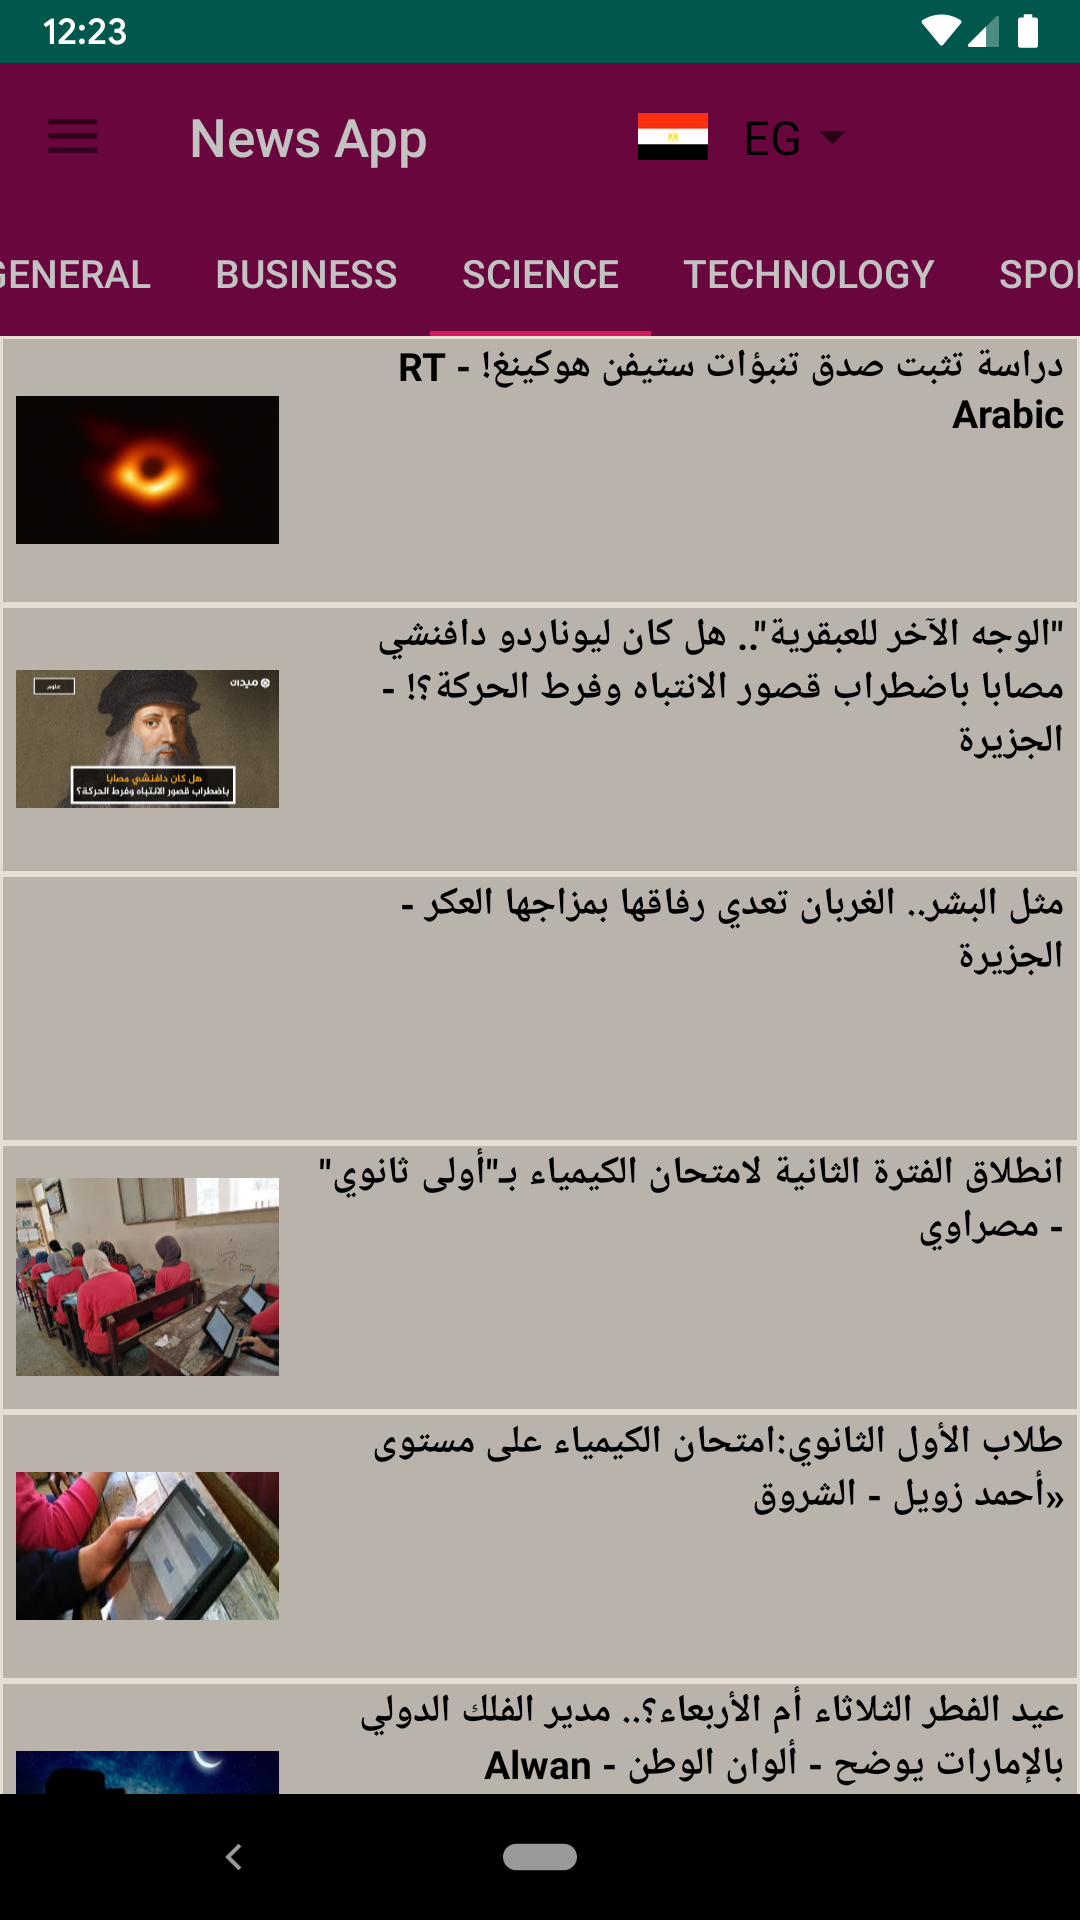 12:23
News App
EG
GENERAL BUSINESS SCIENCE TECHNOLOGY SPO
دراسة تثبت صدق تنبؤات ستيفن هوكينغ! - RT
Arabic
"الوجه الآخر للعبقرية".. هل كان ليوناردو دافنشي
مصابا باضطراب قصور الانتباه وفرط الحركة؟! -
الجزيرة
علوم
ميدان
هل كان دافنشي مصابا
باضطراب قصور الانتباه وفرط الحركة؟
مثل البشر.. الغربان تعدي رفاقها بمزاجها العكر -
الجزيرة
انطلاق الفترة الثانية لامتحان الكيمياء بـ"أولى ثانوي"
- مصراوي
طلاب الأول الثانوي:امتحان الكيمياء على مستوى
«أحمد زويل - الشروق
عيد الفطر الثلاثاء أم الأربعاء؟.. مدير الفلك الدولي
بالإمارات يوضح - ألوان الوطن - Alwan